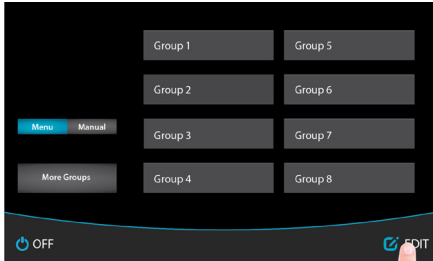 Group 1
Group 5
Group 2
Group 6
Menu
Manual
Group 3
Group 7
More Groups
Group 4
Group 8
OFF
EDIT